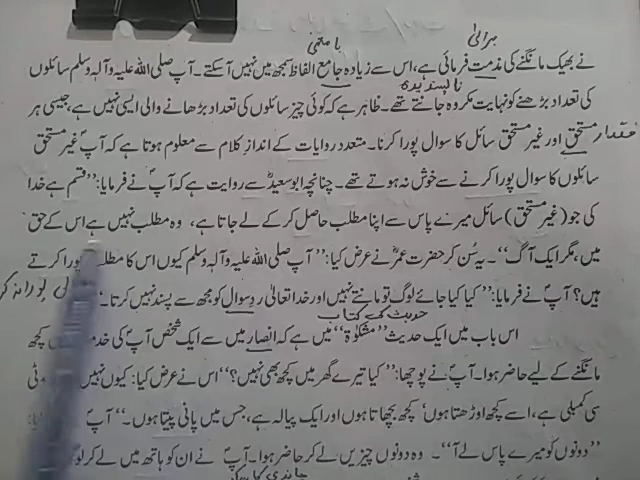 بامعنی برائی
نے بھیک مانگنے کی مذمت فرمائی ہے، اس سے زیادہ جامع الفاظ سمجھ میں نہیں آسکتے۔ آپ صلی اللہ علیہ وآلہ وسلم سائلوں
ناپسندیدہ
کی تعداد بڑھنے کو نہایت مکروہ جانتے تھے۔ ظاہر ہے کہ کوئی چیز سائلوں کی تعداد بڑھانے والی ایسی نہیں ہے، جیسی ہر
حقدار
مستحق اور غیر مستحق سائل کا سوال پورا کرنا۔ متعدد روایات کے اندازِ کلام سے معلوم ہوتا ہے کہ آپؐ غیر مستحق
سائلوں کا سوال پورا کرنے سے خوش نہ ہوتے تھے۔ چنانچہ ابو سعیدؓ سے روایت ہے کہ آپؐ نے فرمایا: ”قسم ہے خدا
کی جو (غیر مستحق) سائل میرے پاس سے اپنا مطلب حاصل کر کے لے جاتا ہے، وہ مطلب نہیں ہے اس کے حق
میں، مگر ایک آگ“۔ یہ سُن کر حضرت عمرؓ نے عرض کیا: ”آپ صلی اللہ علیہ وآلہ وسلم کیوں اس کا پورا کرتے
ہیں؟ آپؐ نے فرمایا: ”کیا کیا جائے لوگ تو مانتے نہیں اور خدا تعالیٰ ردِ سوال کو مجھ سے پسند نہیں کرتا۔“
حدیث کی کتاب
اس باب میں ایک حدیث ”مشکوٰۃ“ میں ہے کہ انصار میں سے ایک شخص آپؐ کی کچھ
مانگنے کے لیے حاضر ہوا۔ آپؐ نے پوچھا: ”کیا تیرے گھر میں کچھ بھی نہیں؟“ اس نے عرض کیا: کیوں نہیں
سی کملی ہے، اسے کچھ اوڑھتا ہوں، کچھ بچھاتا ہوں اور ایک پیالہ ہے، جس میں پانی پیتا ہوں۔“ آپؐ
”دونوں کو میرے پاس لے آ“۔ وہ دونوں چیزیں لے کر حاضر ہوا۔ آپؐ نے ان کو ہاتھ میں لے کر